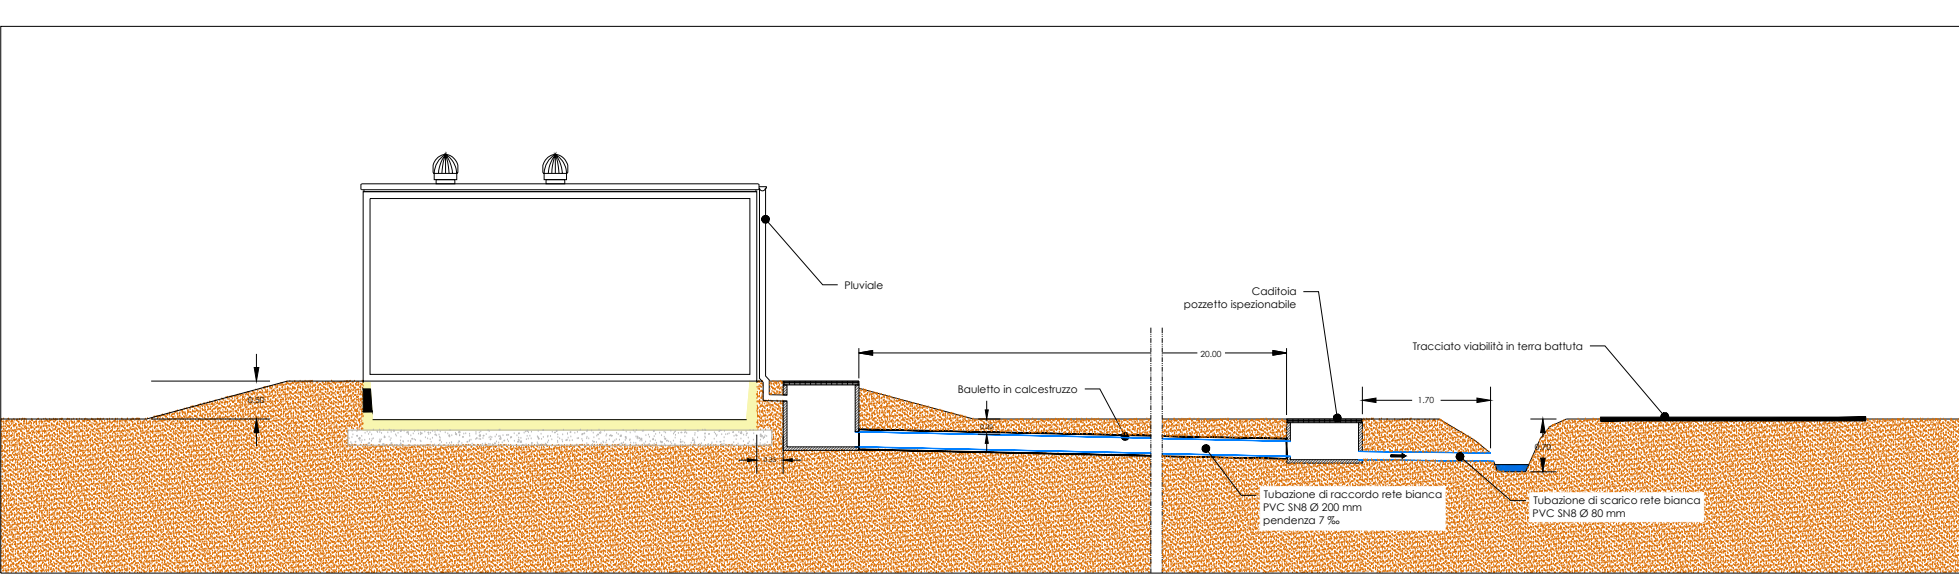 Pluviale
Caditoia
pozzetto ispezionabile
Tracciato viabilità in terra battuta
20.00
Bauletto in calcestruzzo
1.70
0.50
Tubazione di raccordo rete bianca
PVC SN8 Ø 200 mm
pendenza 7 ‰
Tubazione di scarico rete bianca
PVC SN8 Ø 80 mm